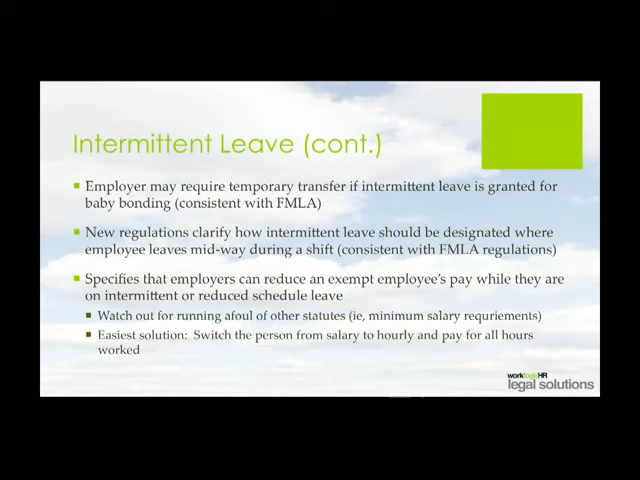 Intermittent Leave (cont.)
Employer may require temporary transfer if intermittent leave is granted for
baby bonding (consistent with FMLA)
New regulations clarify how intermittent leave should be designated where
employee leaves mid-way during a shift (consistent with FMLA regulations)
Specifies that employers can reduce an exempt employee's pay while they are
on intermittent or reduced schedule leave
Watch out for running afoul of other statutes (ie, minimum salary requriements)
Easiest solution: Switch the person from salary to hourly and pay for all hours
worked
worklogicHR
legal solutions